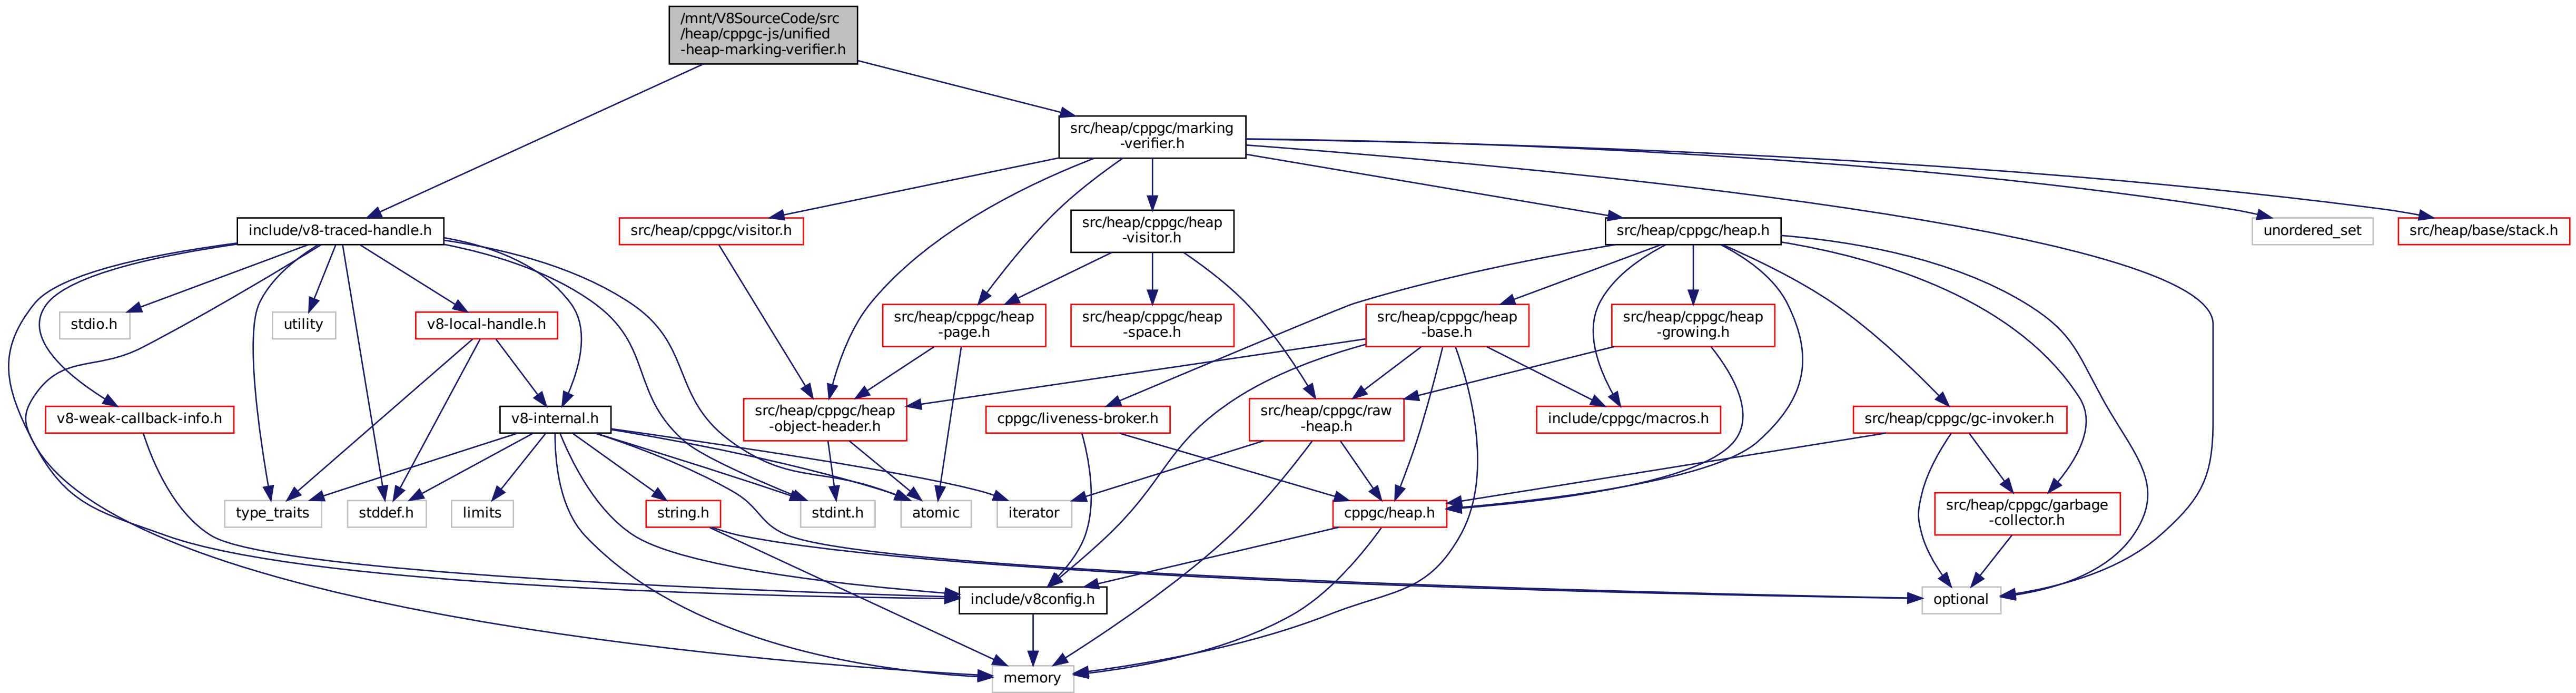 /mnt/V8SourceCode/src
/heap/cppgc-js/unified
-heap-marking-verifier.h
src/heap/cppgc/marking
-verifier.h
include/v8-traced-handle.h
src/heap/cppgc/visitor.h
src/heap/cppgc/heap
-visitor.h
src/heap/cppgc/heap.h
unordered_set
src/heap/base/stack.h
stdio.h
utility
v8-local-handle.h
src/heap/cppgc/heap
-page.h
src/heap/cppgc/heap
-space.h
src/heap/cppgc/heap
-base.h
src/heap/cppgc/heap
-growing.h
v8-weak-callback-info.h
v8-internal.h
src/heap/cppgc/heap
-object-header.h
cppgc/liveness-broker.h
src/heap/cppgc/raw
-heap.h
include/cppgc/macros.h
src/heap/cppgc/gc-invoker.h
type_traits
stddef.h
limits
string.h
stdint.h
atomic
iterator
cppgc/heap.h
src/heap/cppgc/garbage
-collector.h
include/v8config.h
optional
memory